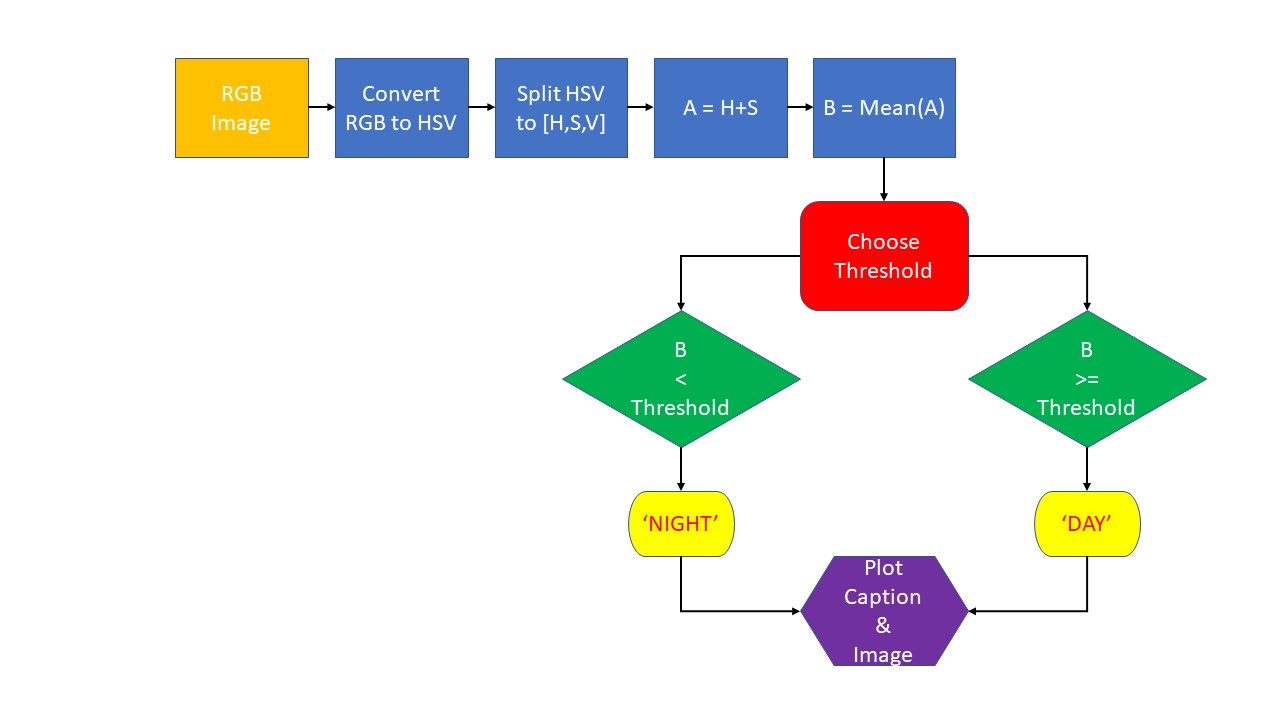 RGB
Image
Convert
RGB to HSV
Split HSV
to [H,S,V]
A = H+S
B = Mean(A)
Choose
Threshold
B
<
Threshold
B
>=
Threshold
‘NIGHT’
‘DAY’
Plot
Caption
&
Image